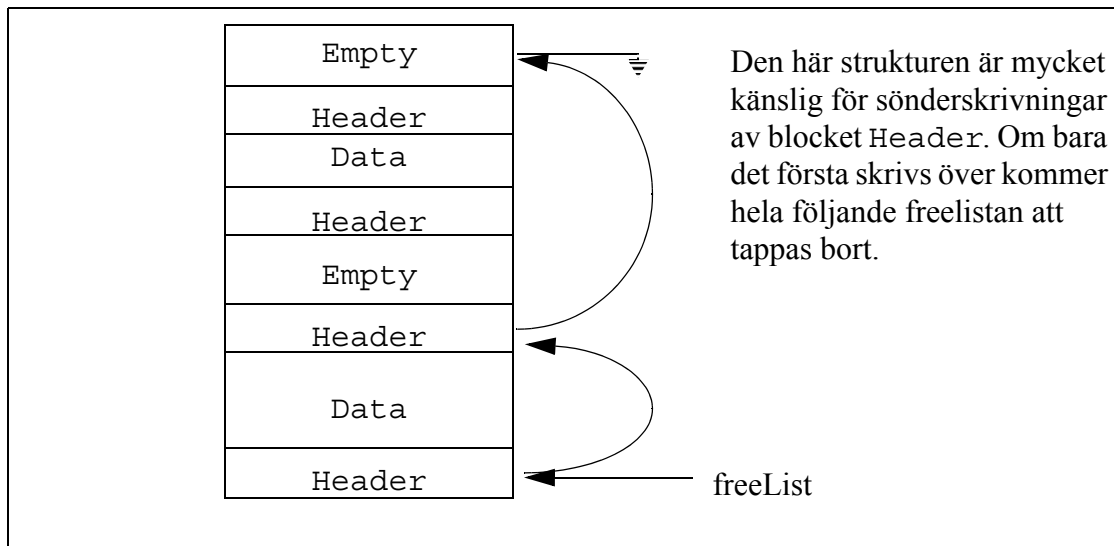 Empty
Header
Data
Header
Empty
Header
Data
Header
Den här strukturen är mycket
känslig för sönderskrivningar
av blocket Header. Om bara
det första skrivs över kommer
hela följande freelistan att
tappas bort.
freeList